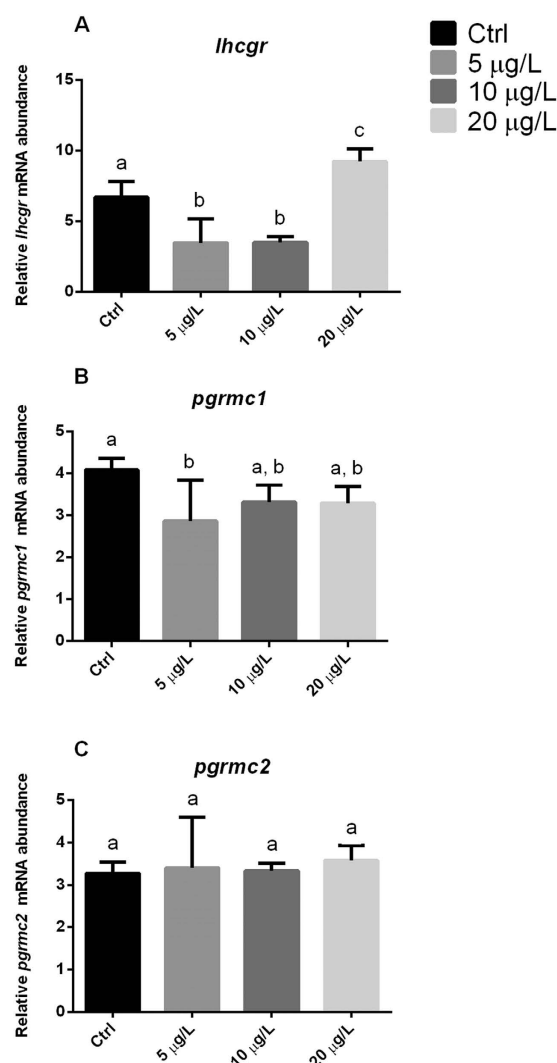 A
lhcgr
Ctrl
5 μg/L
10 μg/L
20 μg/L
Relative lhcgr mRNA abundance
15
10
5
0
a
b
b
c
Ctrl
5 μg/L
10 μg/L
20 μg/L
B
pgrmc1
Relative pgrmc1 mRNA abundance
5
4
3
2
1
0
a
b
a, b
a, b
Ctrl
5 μg/L
10 μg/L
20 μg/L
C
pgrmc2
Relative pgrmc2 mRNA abundance
5
4
3
2
1
0
a
a
a
a
Ctrl
5 μg/L
10 μg/L
20 μg/L